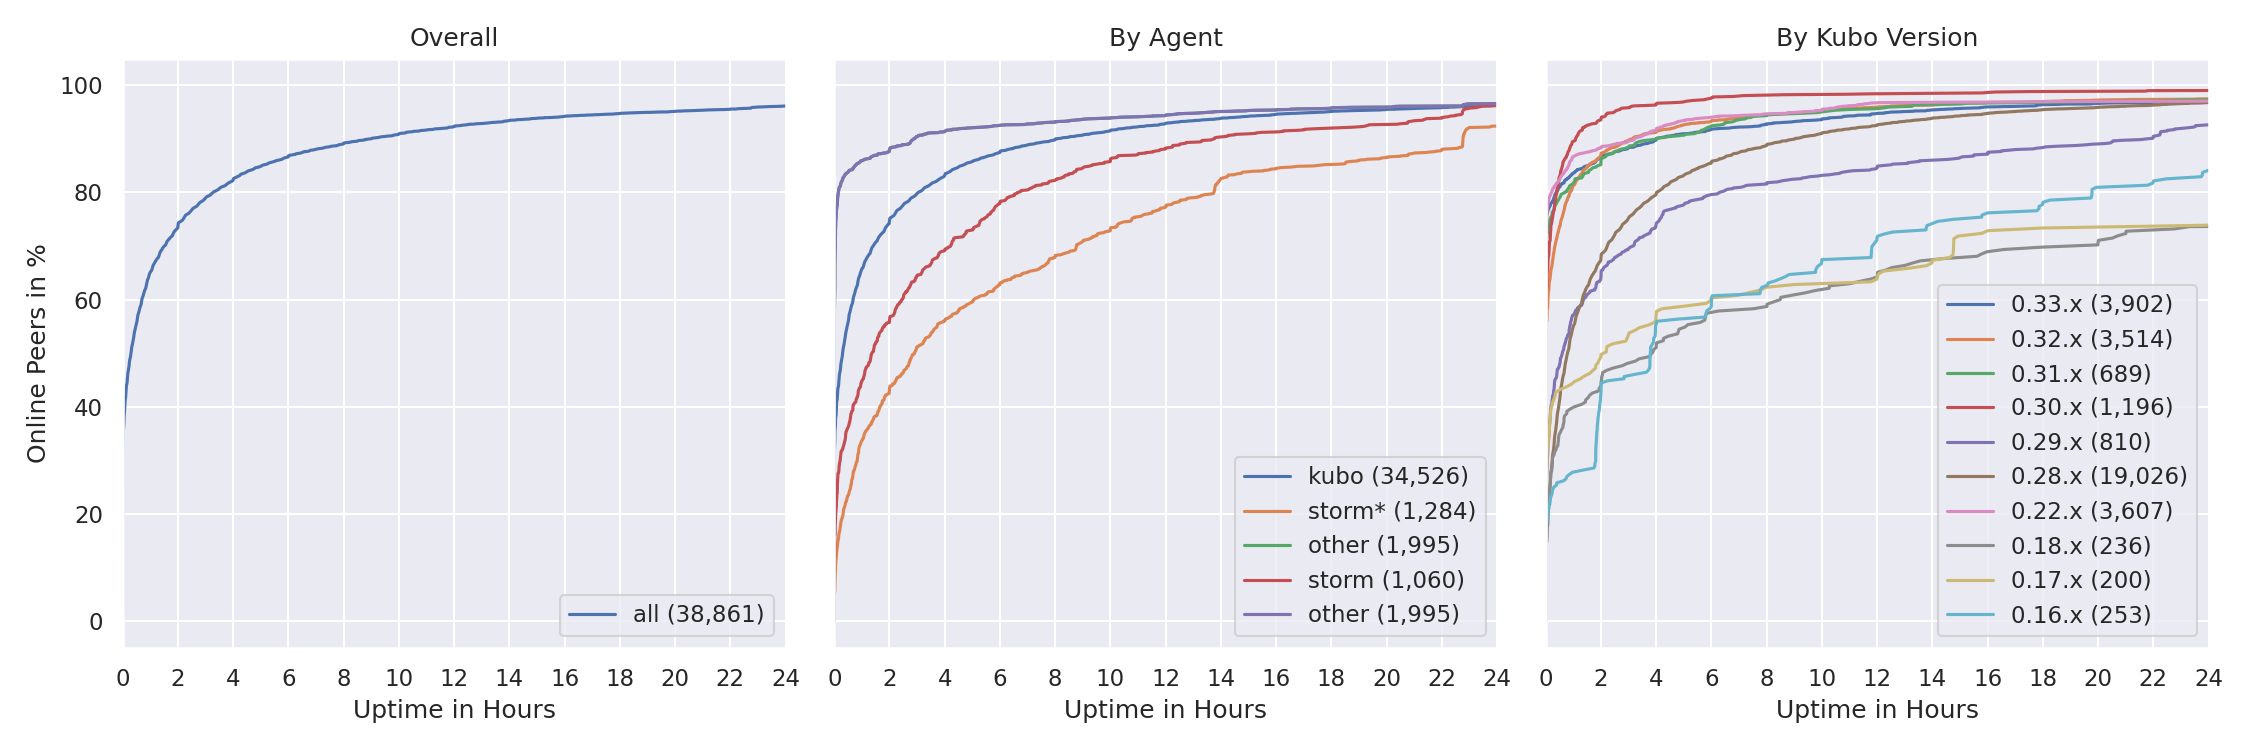 Overall
100
80
60
40
20
0
Online Peers in %
all (38,861)
0 2 4 6 8 10 12 14 16 18 20 22 24
Uptime in Hours
By Agent
kubo (34,526)
storm* (1,284)
other (1,995)
storm (1,060)
other (1,995)
0 2 4 6 8 10 12 14 16 18 20 22 24
Uptime in Hours
By Kubo Version
0.33.x (3,902)
0.32.x (3,514)
0.31.x (689)
0.30.x (1,196)
0.29.x (810)
0.28.x (19,026)
0.22.x (3,607)
0.18.x (236)
0.17.x (200)
0.16.x (253)
0 2 4 6 8 10 12 14 16 18 20 22 24
Uptime in Hours